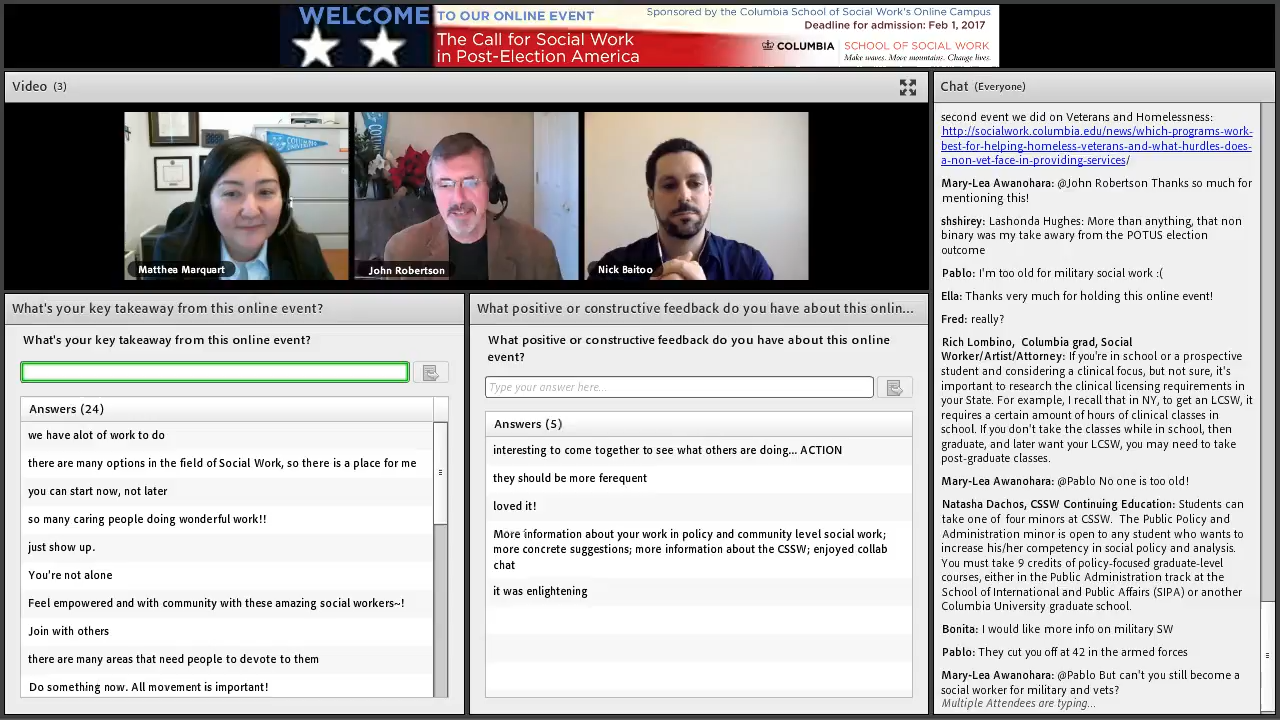 WELCOME TO OUR ONLINE EVENT
The Call for Social Work
in Post-Election America
Sponsored by the Columbia School of Social Work's Online Campus
Deadline for admission: Feb 1, 2017
COLUMBIA SCHOOL OF SOCIAL WORK
Make waves. Move mountains. Change lives.
Video (3)
Matthea Marquart
John Robertson
Nick Baitoo
What's your key takeaway from this online event?
What's your key takeaway from this online event?
Answers (24)
we have alot of work to do
there are many options in the field of Social Work, so there is a place for me
you can start now, not later
so many caring people doing wonderful work!!
just show up.
You're not alone
Feel empowered and with community with these amazing social workers~!
Join with others
there are many areas that need people to devote to them
Do something now. All movement is important!
What positive or constructive feedback do you have about this onlin...
What positive or constructive feedback do you have about this online
event?
Type your answer here...
Answers (5)
interesting to come together to see what others are doing... ACTION
they should be more ferequent
loved it!
More information about your work in policy and community level social work;
more concrete suggestions; more information about the CSSW; enjoyed collab
chat
it was enlightening
Chat (Everyone)
second event we did on Veterans and Homelessness:
http://socialwork.columbia.edu/news/which-programs-work-
best-for-helping-homeless-veterans-and-what-hurdles-does-
a-non-vet-face-in-providing-services/
Mary-Lea Awanohara: @John Robertson Thanks so much for
mentioning this!
shshirey: Lashonda Hughes: More than anything, that non
binary was my take awary from the POTUS election
outcome
Pablo: I'm too old for military social work :(
Ella: Thanks very much for holding this online event!
Fred: really?
Rich Lombino, Columbia grad, Social
Worker/Artist/Attorney: If you're in school or a prospective
student and considering a clinical focus, but not sure, it's
important to research the clinical licensing requirements in
your State. For example, I recall that in NY, to get an LCSW, it
requires a certain amount of hours of clinical classes in
school. If you don't take the classes while in school, then
graduate, and later want your LCSW, you may need to take
post-graduate classes.
Mary-Lea Awanohara: @Pablo No one is too old!
Natasha Dachos, CSSW Continuing Education: Students can
take one of four minors at CSSW. The Public Policy and
Administration minor is open to any student who wants to
increase his/her competency in social policy and analysis.
You must take 9 credits of policy-focused graduate-level
courses, either in the Public Administration track at the
School of International and Public Affairs (SIPA) or another
Columbia University graduate school.
Bonita: I would like more info on military SW
Pablo: They cut you off at 42 in the armed forces
Mary-Lea Awanohara: @Pablo But can't you still become a
social worker for military and vets?
Multiple Attendees are typing...